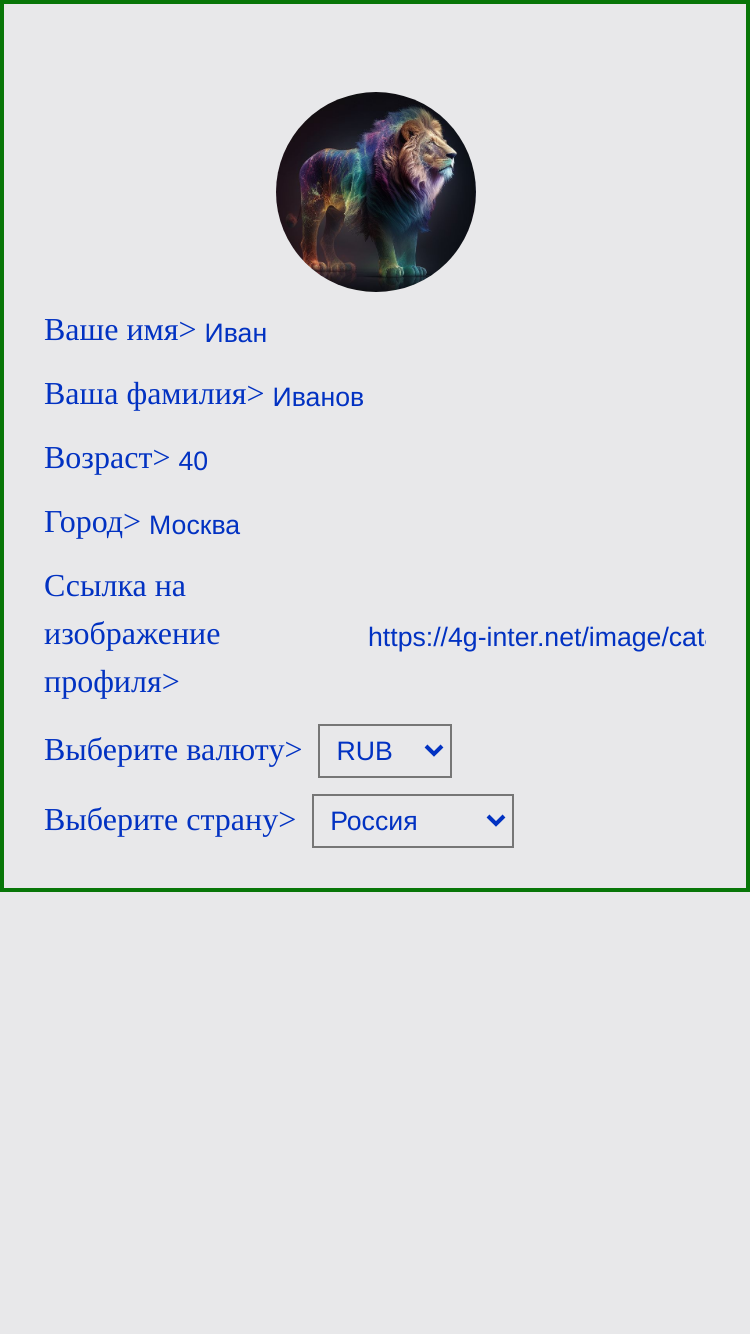 Ваше имя> Иван
Ваша фамилия> Иванов
Возраст> 40
Город> Москва
Ссылка на
изображение https://4g-inter.net/image/cat
профиля>
Выберите валюту> RUB
Выберите страну> Россия